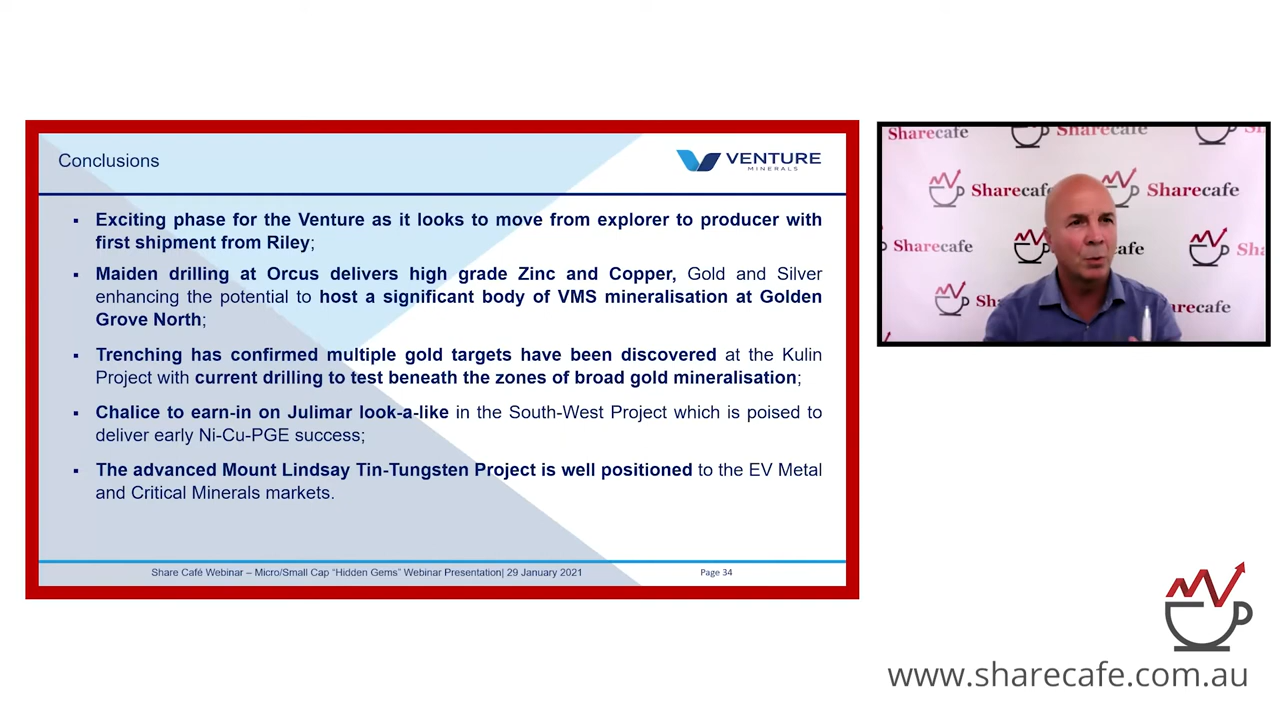 Conclusions
VENTURE
MINERALS
▪ Exciting phase for the Venture as it looks to move from explorer to producer with
first shipment from Riley;
▪ Maiden drilling at Orcus delivers high grade Zinc and Copper, Gold and Silver
enhancing the potential to host a significant body of VMS mineralisation at Golden
Grove North;
▪ Trenching has confirmed multiple gold targets have been discovered at the Kulin
Project with current drilling to test beneath the zones of broad gold mineralisation;
▪ Chalice to earn-in on Julimar look-a-like in the South-West Project which is poised to
deliver early Ni-Cu-PGE success;
▪ The advanced Mount Lindsay Tin-Tungsten Project is well positioned to the EV Metal
and Critical Minerals markets.
Share Café Webinar – Micro/Small Cap “Hidden Gems” Webinar Presentation| 29 January 2021
Page 34
Sharecafe
Sharecafe
Sharecafe
Sharecafe
Sharecafe
www.sharecafe.com.au